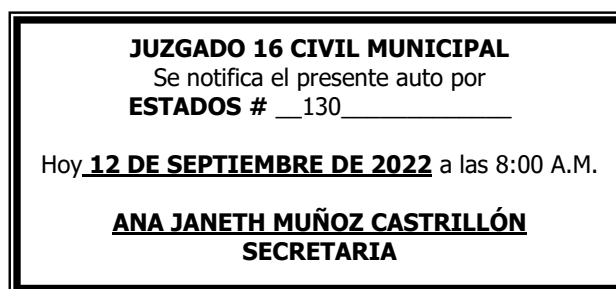 JUZGADO 16 CIVIL MUNICIPAL
Se notifica el presente auto por
ESTADOS # __130_____________
Hoy 12 DE SEPTIEMBRE DE 2022 a las 8:00 A.M.
ANA JANETH MUÑOZ CASTRILLÓN
SECRETARIA